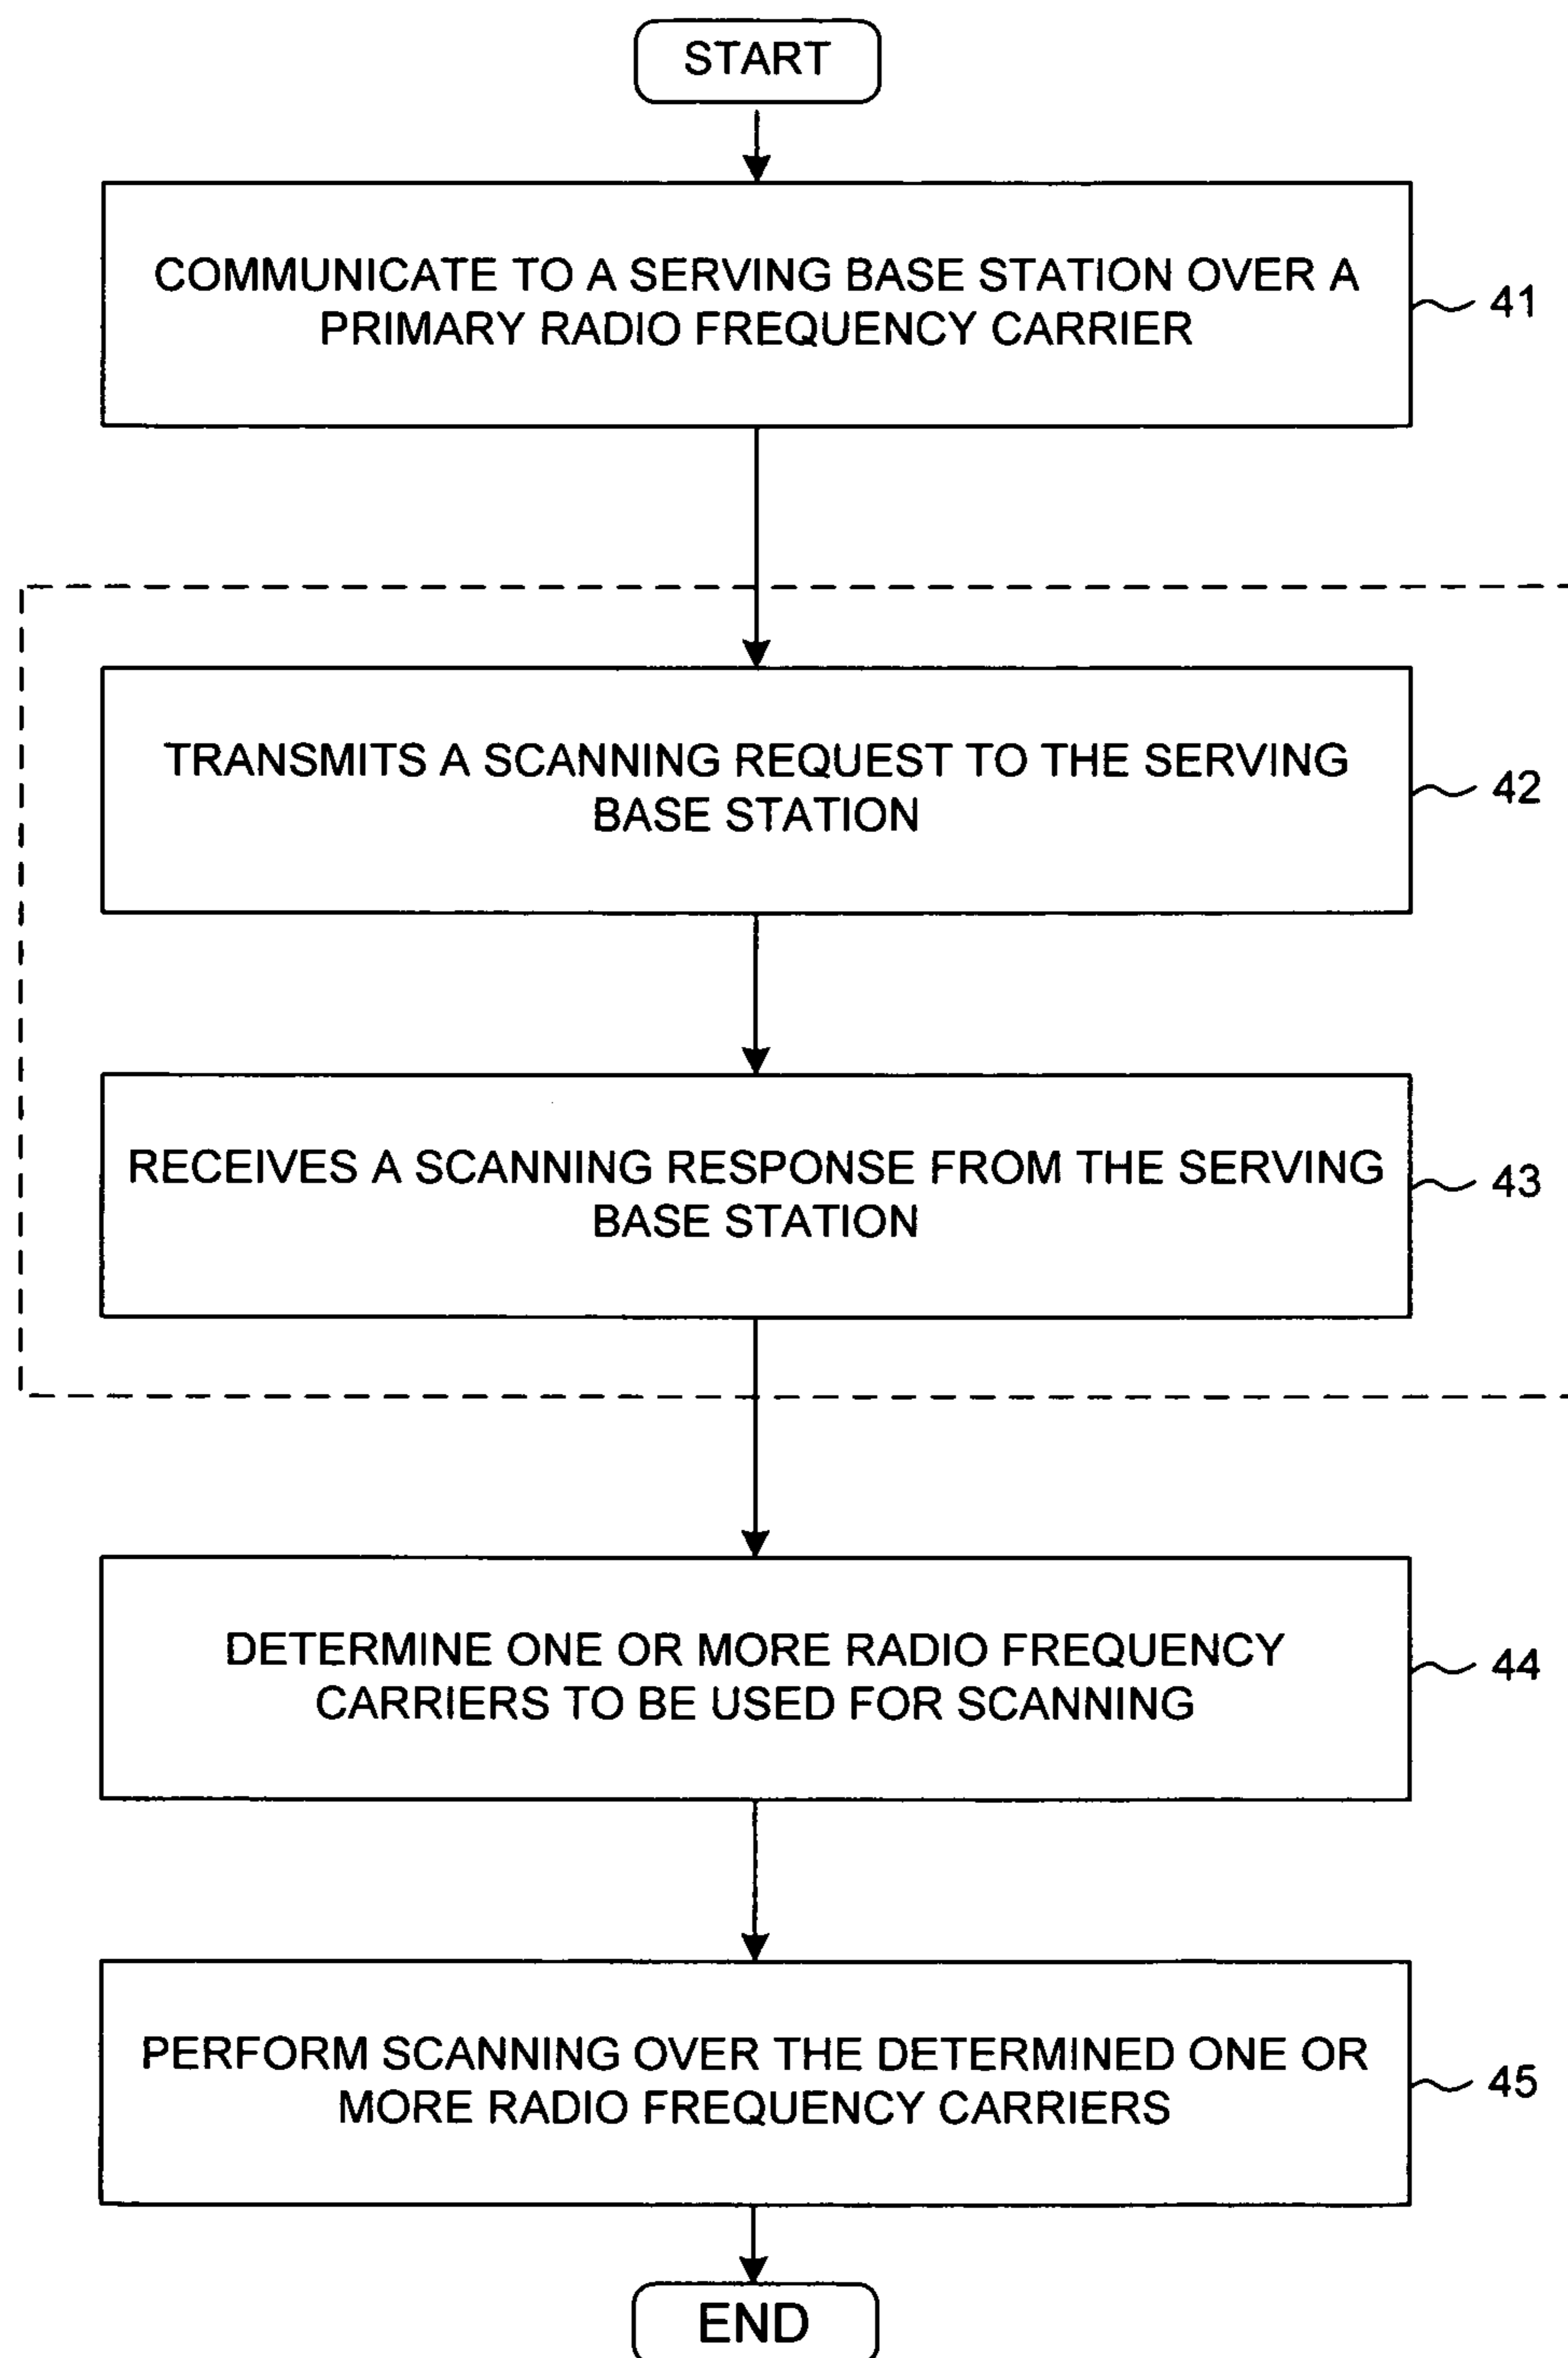 START
COMMUNICATE TO A SERVING BASE STATION OVER A
PRIMARY RADIO FREQUENCY CARRIER
41
TRANSMITS A SCANNING REQUEST TO THE SERVING
BASE STATION
42
RECEIVES A SCANNING RESPONSE FROM THE SERVING
BASE STATION
43
DETERMINE ONE OR MORE RADIO FREQUENCY
CARRIERS TO BE USED FOR SCANNING
44
PERFORM SCANNING OVER THE DETERMINED ONE OR
MORE RADIO FREQUENCY CARRIERS
45
END